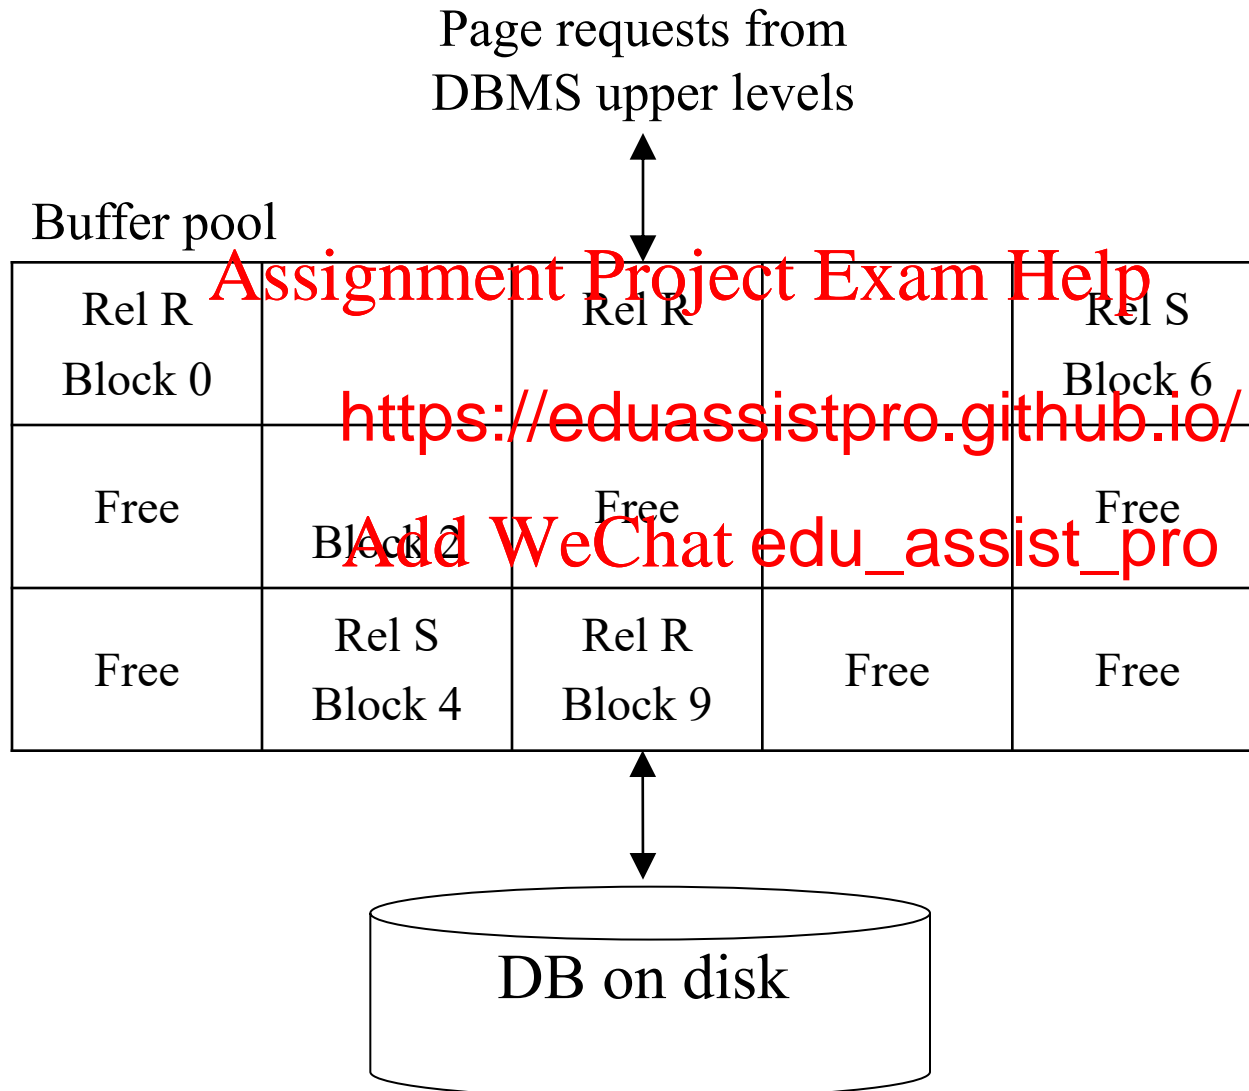 Page requests from
DBMS upper levels
Buffer pool
Assignment Project Exam Help
Rel R
Block 0
Rel R
Rel S
Block 6
https://eduassistpro.github.io/
Free
Block 2
Free
Free
Add WeChat edu_assist_pro
Free
Rel S
Block 4
Rel R
Block 9
Free
Free
DB on disk